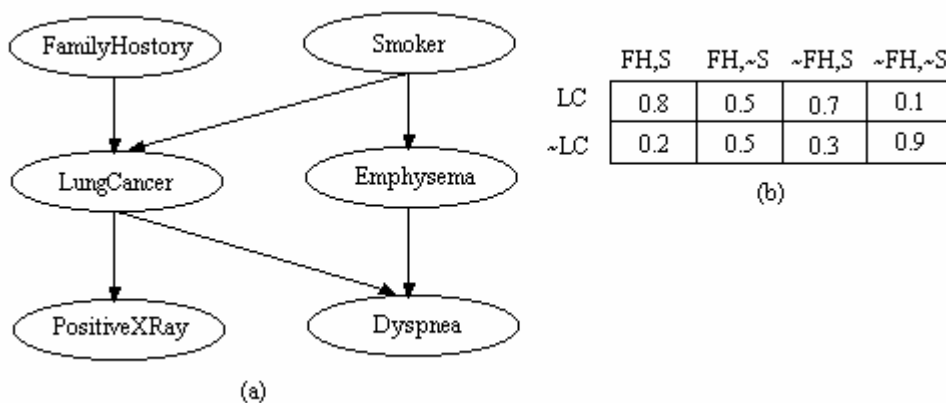 FamilyHostory
Smoker
LungCancer
Emphysema
PositiveXRay
Dyspnea
(a)
FH,S FH,~S ~FH,S ~FH,~S
LC 0.8 0.5 0.7 0.1
~LC 0.2 0.5 0.3 0.9
(b)